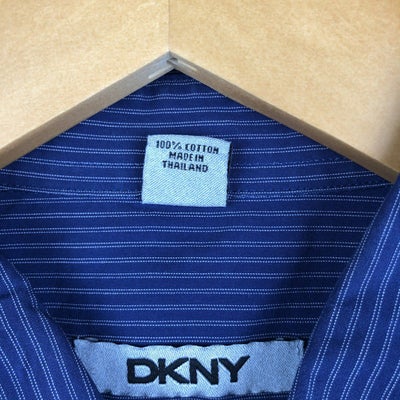 100% COTTON
MADE IN
THAILAND
DKNY